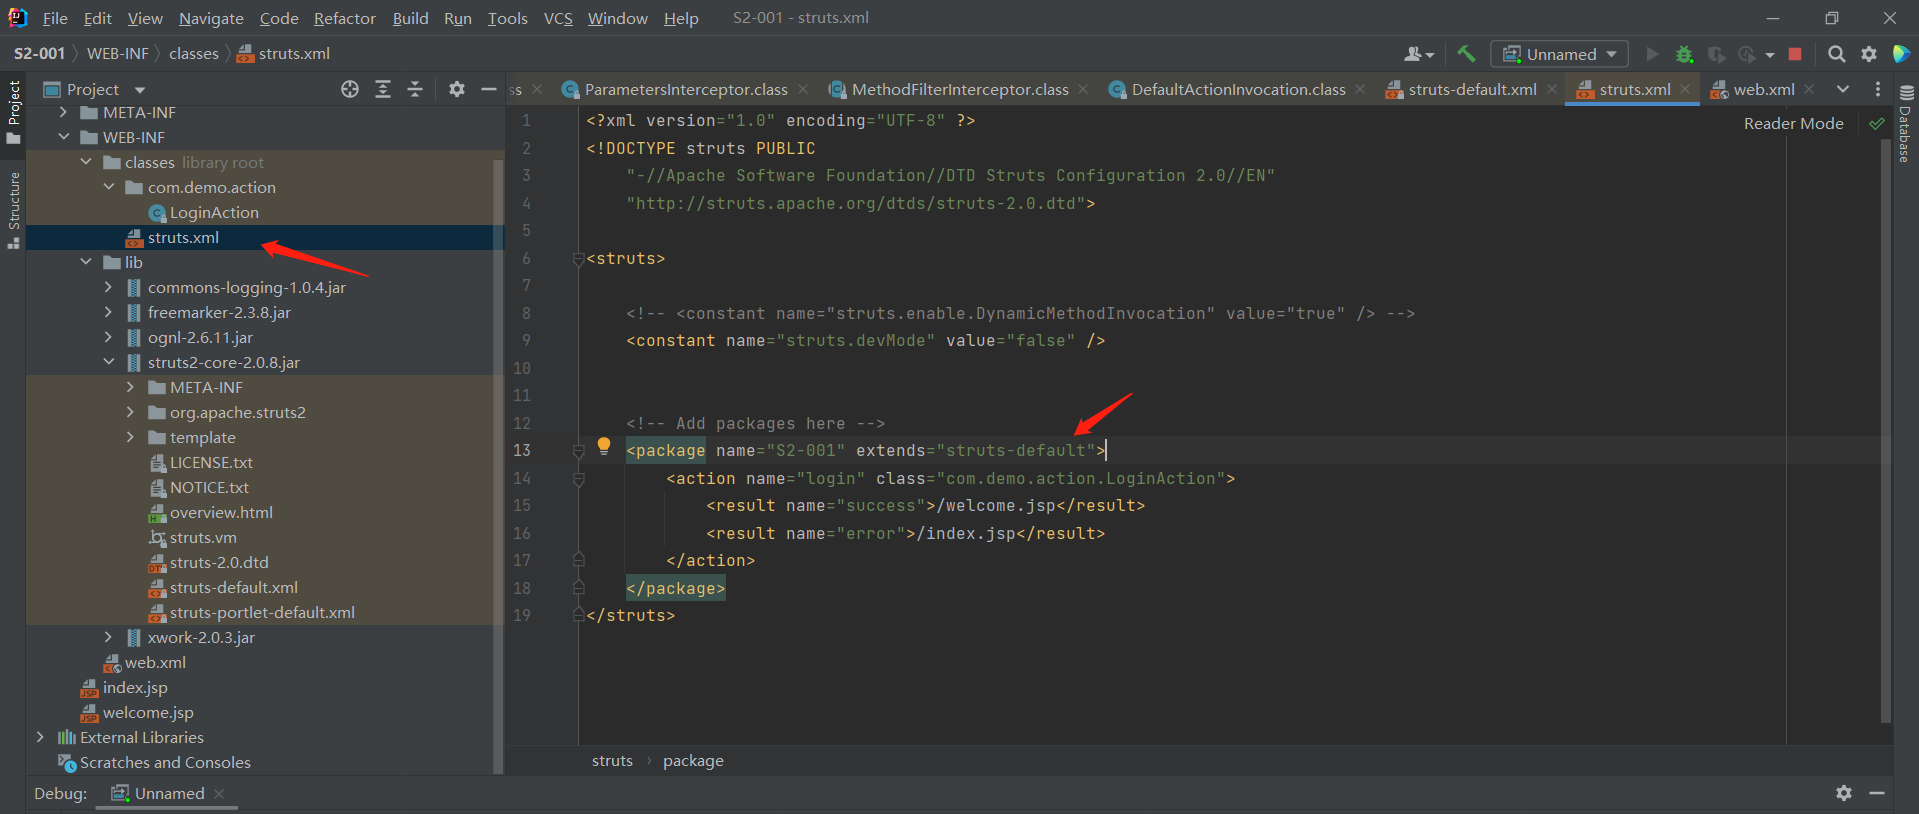 File Edit View Navigate Code Refactor Build Run Tools VCS Window Help S2-001 - struts.xml
S2-001 WEB-INF classes struts.xml
Unnamed
Project
ss ParametersInterceptor.class MethodFilterInterceptor.class DefaultActionInvocation.class struts-default.xml struts.xml web.xml
Project
Structure
META-INF
WEB-INF
classes library root
com.demo.action
LoginAction
struts.xml
lib
commons-logging-1.0.4.jar
freemarker-2.3.8.jar
ognl-2.6.11.jar
struts2-core-2.0.8.jar
META-INF
org.apache.struts2
template
LICENSE.txt
NOTICE.txt
overview.html
struts.vm
struts-2.0.dtd
struts-default.xml
struts-portlet-default.xml
xwork-2.0.3.jar
web.xml
index.jsp
welcome.jsp
External Libraries
Scratches and Consoles
Reader Mode
Database
1 <?xml version="1.0" encoding="UTF-8" ?>
2 <!DOCTYPE struts PUBLIC
3 "-//Apache Software Foundation//DTD Struts Configuration 2.0//EN"
4 "http://struts.apache.org/dtds/struts-2.0.dtd">
5
6 <struts>
7
8 <!-- <constant name="struts.enable.DynamicMethodInvocation" value="true" /> -->
9 <constant name="struts.devMode" value="false" />
10
11
12 <!-- Add packages here -->
13 <package name="S2-001" extends="struts-default">
14 <action name="login" class="com.demo.action.LoginAction">
15 <result name="success">/welcome.jsp</result>
16 <result name="error">/index.jsp</result>
17 </action>
18 </package>
19 </struts>
struts package
Debug: Unnamed